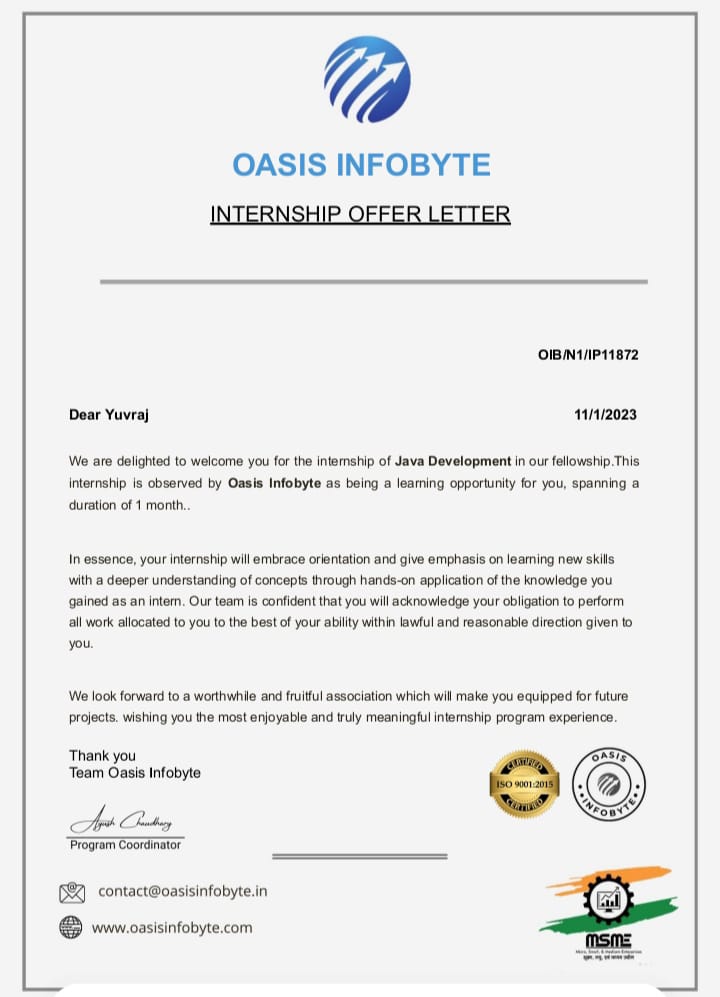 OASIS INFOBYTE
INTERNSHIP OFFER LETTER
OIB/N1/IP11872
Dear Yuvraj
11/1/2023
We are delighted to welcome you for the internship of Java Development in our fellowship.This
internship is observed by Oasis Infobyte as being a learning opportunity for you, spanning a
duration of 1 month..
In essence, your internship will embrace orientation and give emphasis on learning new skills
with a deeper understanding of concepts through hands-on application of the knowledge you
gained as an intern. Our team is confident that you will acknowledge your obligation to perform
all work allocated to you to the best of your ability within lawful and reasonable direction given to
you.
We look forward to a worthwhile and fruitful association which will make you equipped for future
projects. wishing you the most enjoyable and truly meaningful internship program experience.
Thank you
Team Oasis Infobyte
CERTIFIED
ISO 9001:2015
CERTIFIED
OASIS
INFOBYTE
Ayush Chaudhary
Program Coordinator
contact@oasisinfobyte.in
www.oasisinfobyte.com
MSME
Micro, Small & Medium Enterprises
सूक्ष्म, लघु, एवं मध्यम उद्योग